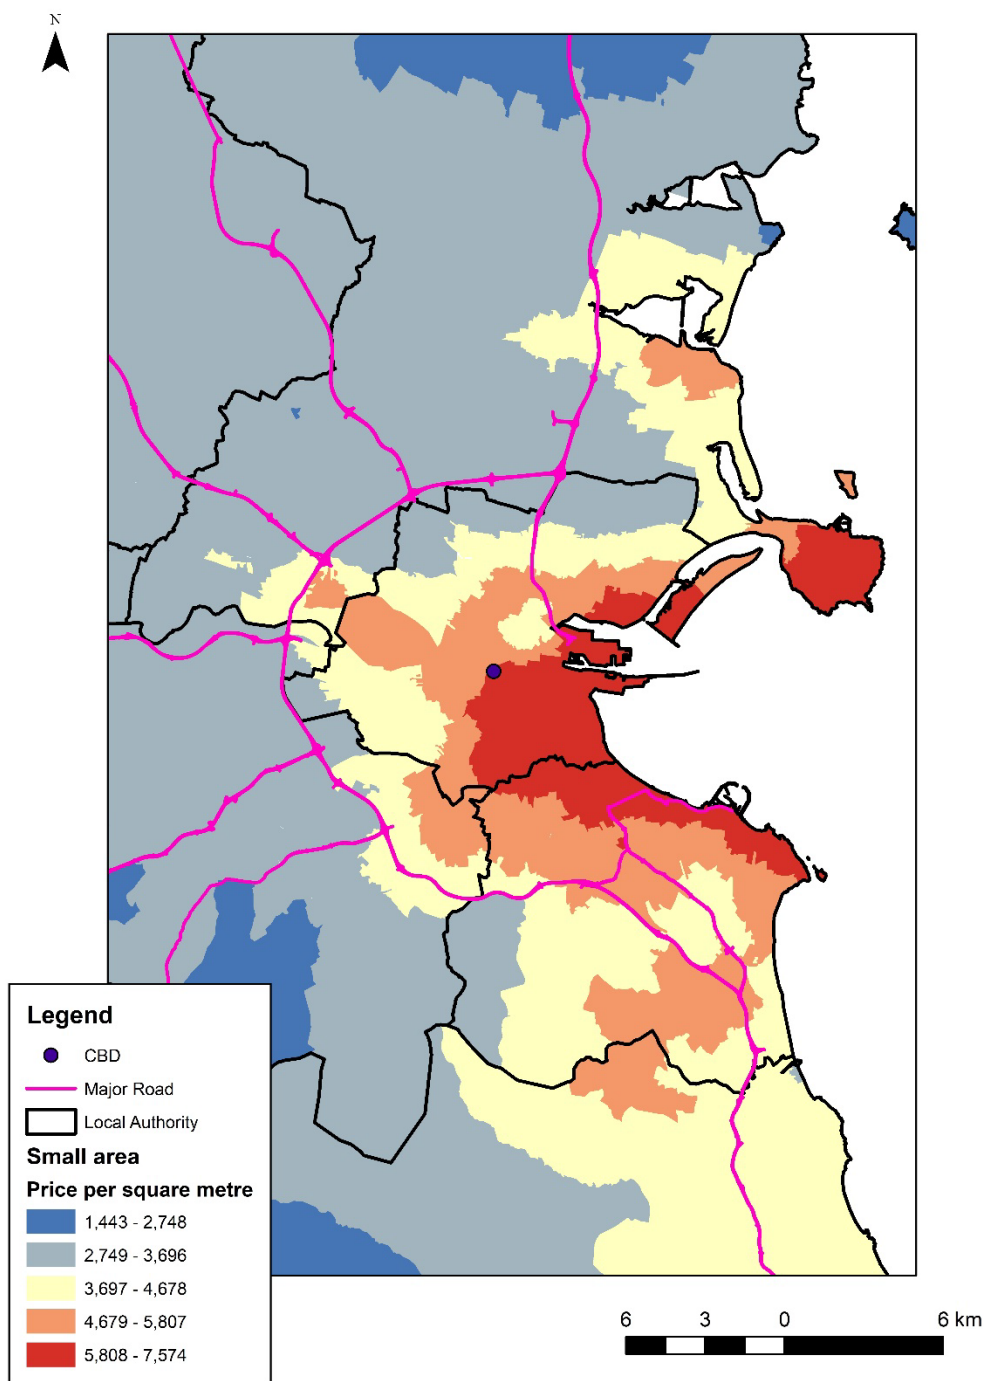 N
Legend
CBD
Major Road
Local Authority
Small area
Price per square metre
1,443 - 2,748
2,749 - 3,696
3,697 - 4,678
4,679 - 5,807
5,808 - 7,574
6 3 0 6 km